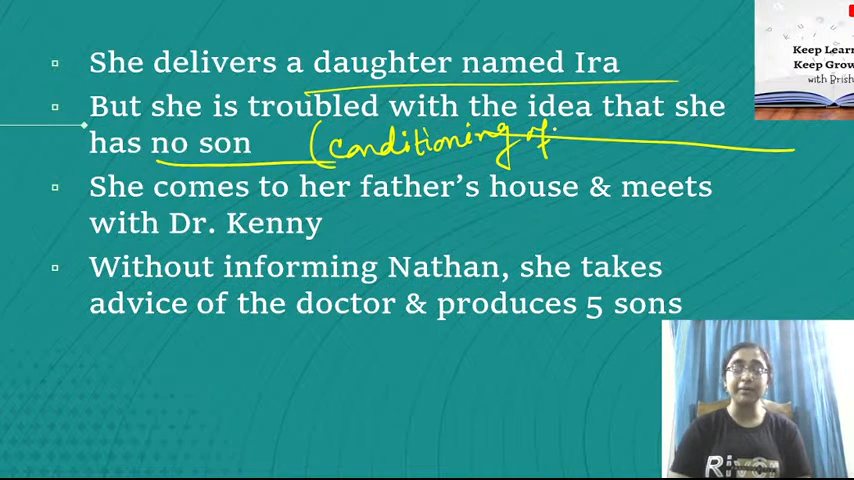 Keep Lear
Keep Grow
with Brish
▫ She delivers a daughter named Ira
▫ But she is troubled with the idea that she
has no son (conditioning of
▫ She comes to her father's house & meets
with Dr. Kenny
▫ Without informing Nathan, she takes
advice of the doctor & produces 5 sons